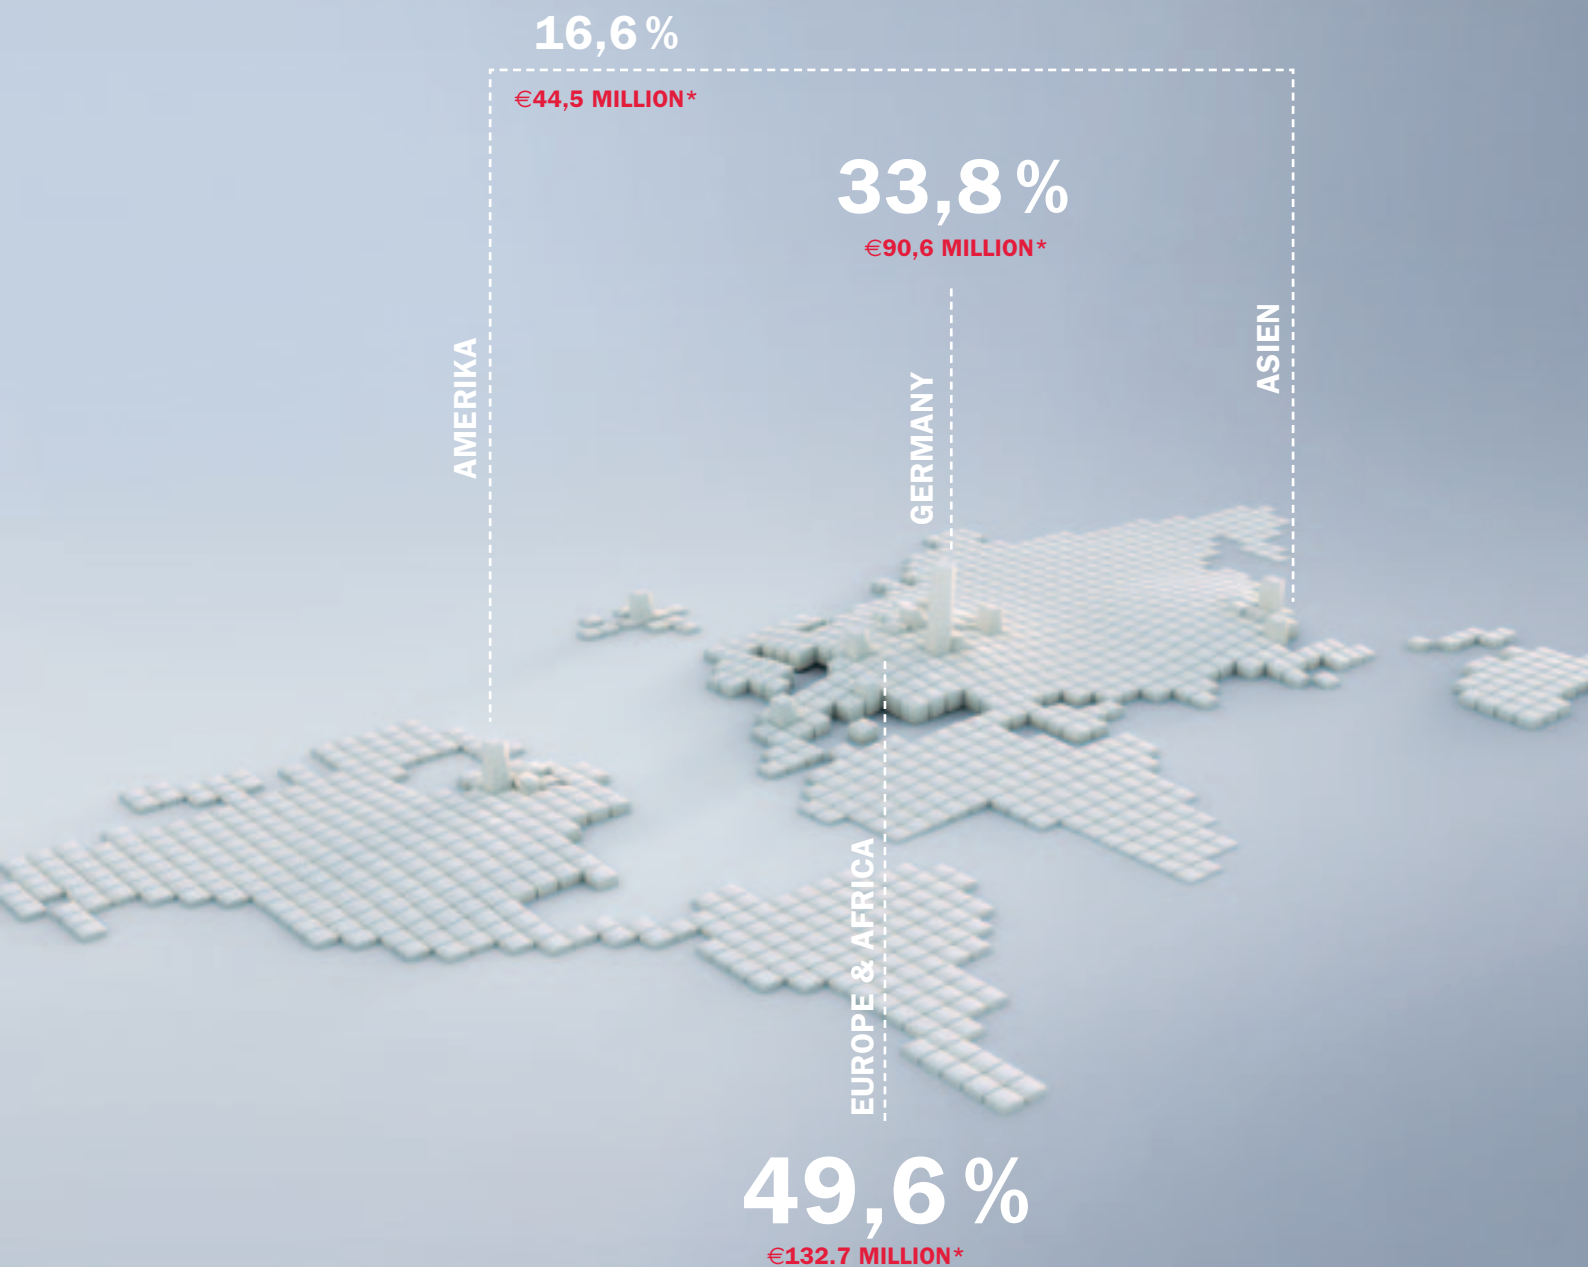 16,6 %
€44,5 MILLION*
33,8 %
€90,6 MILLION*
AMERIKA
GERMANY
ASIEN
EUROPE & AFRICA
49,6 %
€132.7 MILLION*